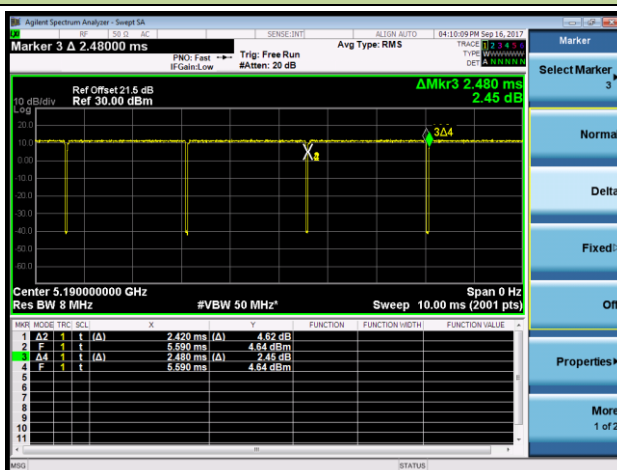 Agilent Spectrum Analyzer - Swept SA
RF 50 Ω AC SENSE:INT ALIGN AUTO 04:10:09 PM Sep 16, 2017
Marker 3 Δ 2.48000 ms
PNO: Fast
IFGain:Low
Trig: Free Run
#Atten: 20 dB
Avg Type: RMS
TRACE 1 2 3 4 5 6
TYPE WWWWWW
DET A N N N N N
Ref Offset 21.5 dB
10 dB/div Ref 30.00 dBm
ΔMkr3 2.480 ms
2.45 dB
Log
20.0
10.0
0.00
-10.0
-20.0
-30.0
-40.0
-50.0
-60.0
3Δ4
Center 5.190000000 GHz Span 0 Hz
Res BW 8 MHz #VBW 50 MHz* Sweep 10.00 ms (2001 pts)
MKR MODE TRC SCL X Y FUNCTION FUNCTION WIDTH FUNCTION VALUE
1 Δ2 1 t (Δ) 2.420 ms (Δ) 4.62 dB
2 F 1 t 5.590 ms 4.64 dBm
3 Δ4 1 t (Δ) 2.480 ms (Δ) 2.45 dB
4 F 1 t 5.590 ms 4.64 dBm
5
6
7
8
9
10
11
MSG STATUS
Marker
Select Marker
3
Normal
Delta
Fixed
Off
Properties
More
1 of 2